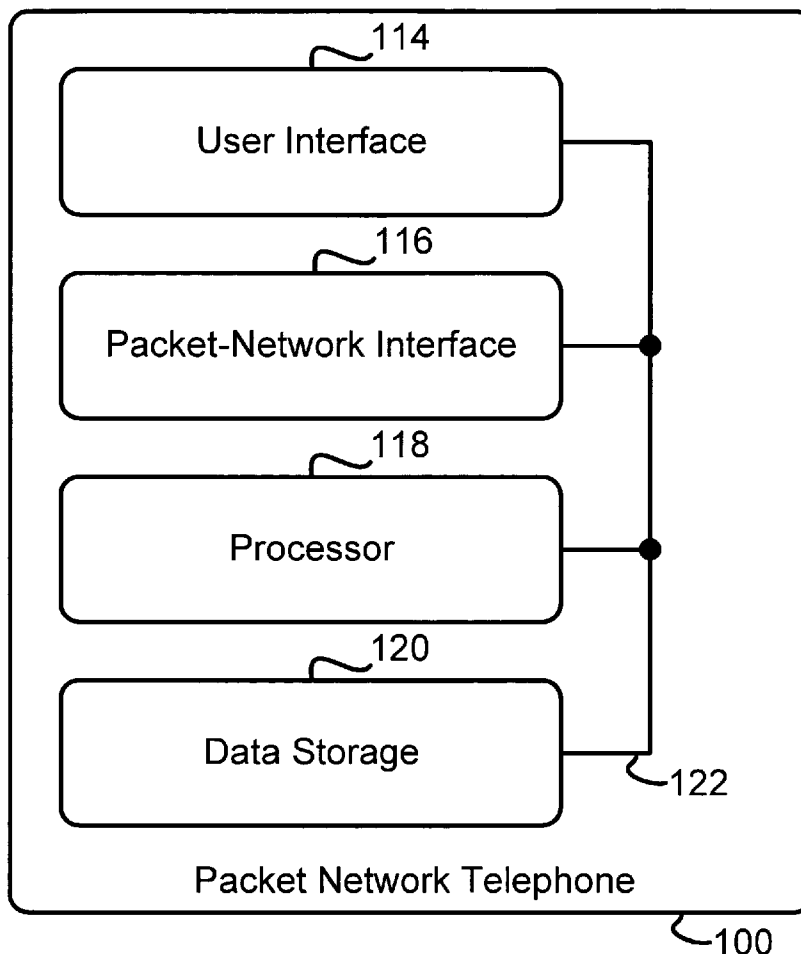 114
User Interface
116
Packet-Network Interface
118
Processor
120
Data Storage
122
Packet Network Telephone
100